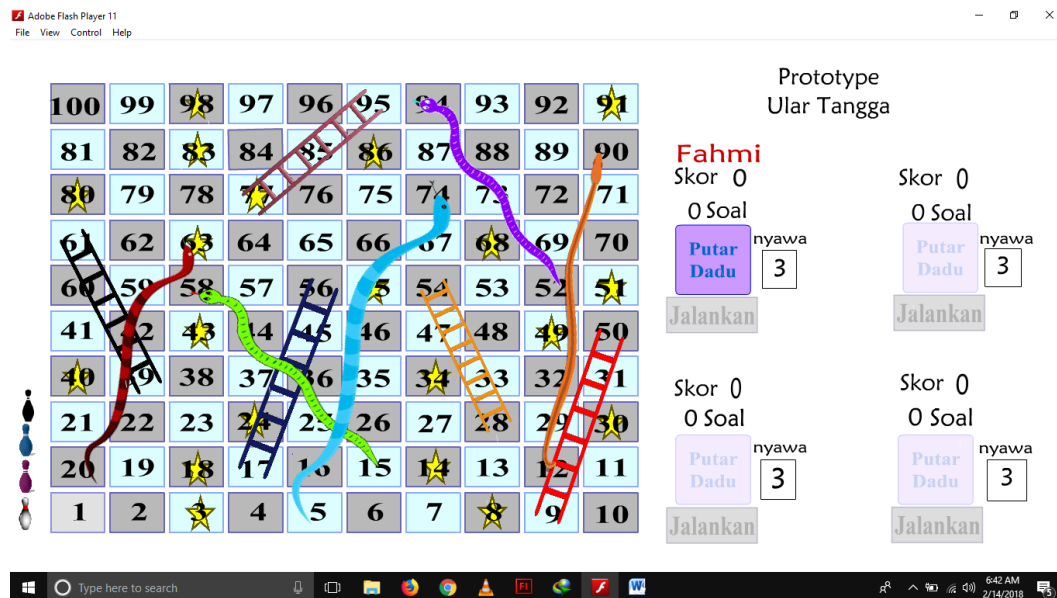 Adobe Flash Player 11
File View Control Help
Prototype
Ular Tangga
100 99 98 97 96 95 94 93 92 91
81 82 83 84 85 86 87 88 89 90
80 79 78 77 76 75 74 73 72 71
61 62 63 64 65 66 67 68 69 70
60 59 58 57 56 55 54 53 52 51
41 42 43 44 45 46 47 48 49 50
40 39 38 37 36 35 34 33 32 31
21 22 23 24 25 26 27 28 29 30
20 19 18 17 16 15 14 13 12 11
1 2 3 4 5 6 7 8 9 10
Fahmi
Skor 0
0 Soal
Putar
Dadu
nyawa
3
Jalankan
Skor 0
0 Soal
Putar
Dadu
nyawa
3
Jalankan
Skor 0
0 Soal
Putar
Dadu
nyawa
3
Jalankan
Skor 0
0 Soal
Putar
Dadu
nyawa
3
Jalankan
Type here to search
6:42 AM
2/14/2018